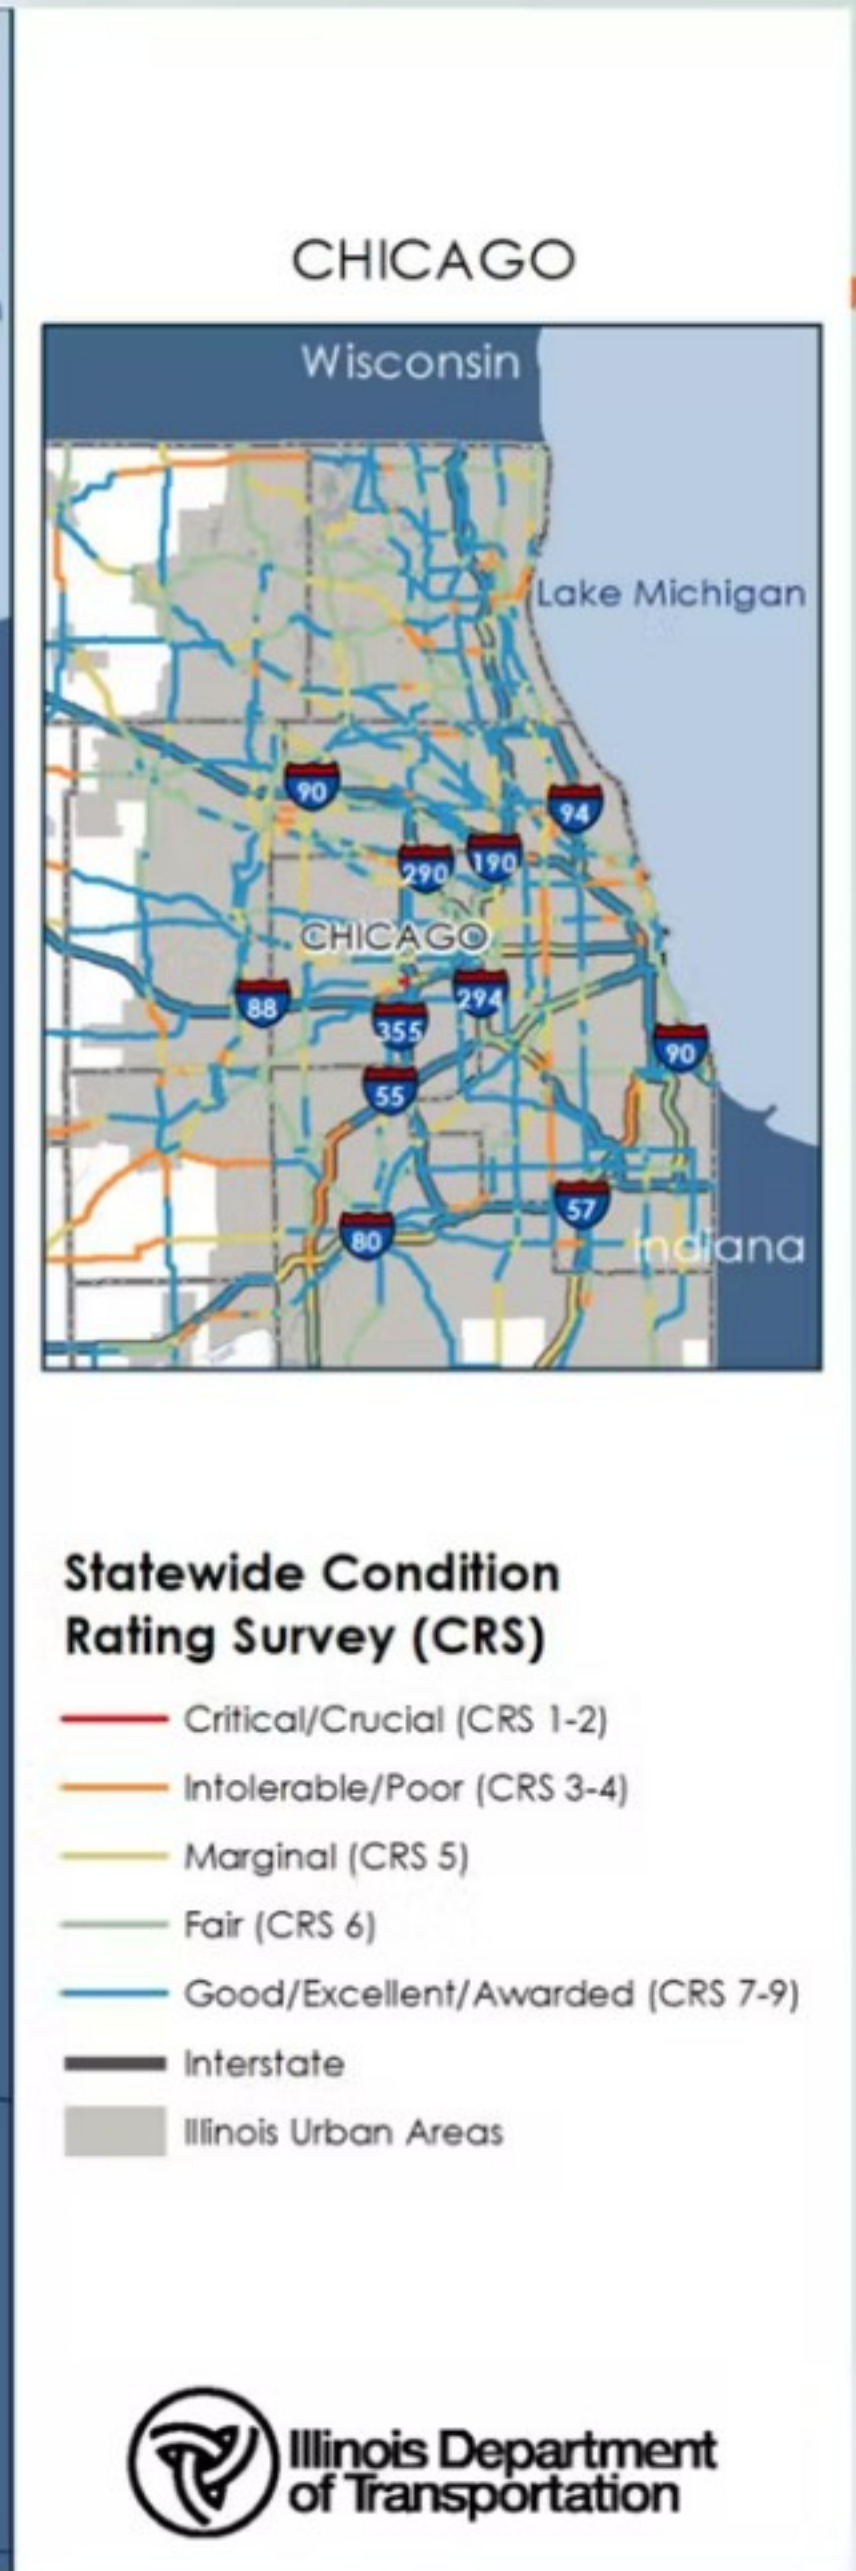 CHICAGO
Wisconsin
Lake Michigan
90
94
290
190
CHICAGO
88
294
355
90
55
57
80
Indiana
Statewide Condition
Rating Survey (CRS)
Critical/Crucial (CRS 1-2)
Intolerable/Poor (CRS 3-4)
Marginal (CRS 5)
Fair (CRS 6)
Good/Excellent/Awarded (CRS 7-9)
Interstate
Illinois Urban Areas
Illinois Department
of Transportation